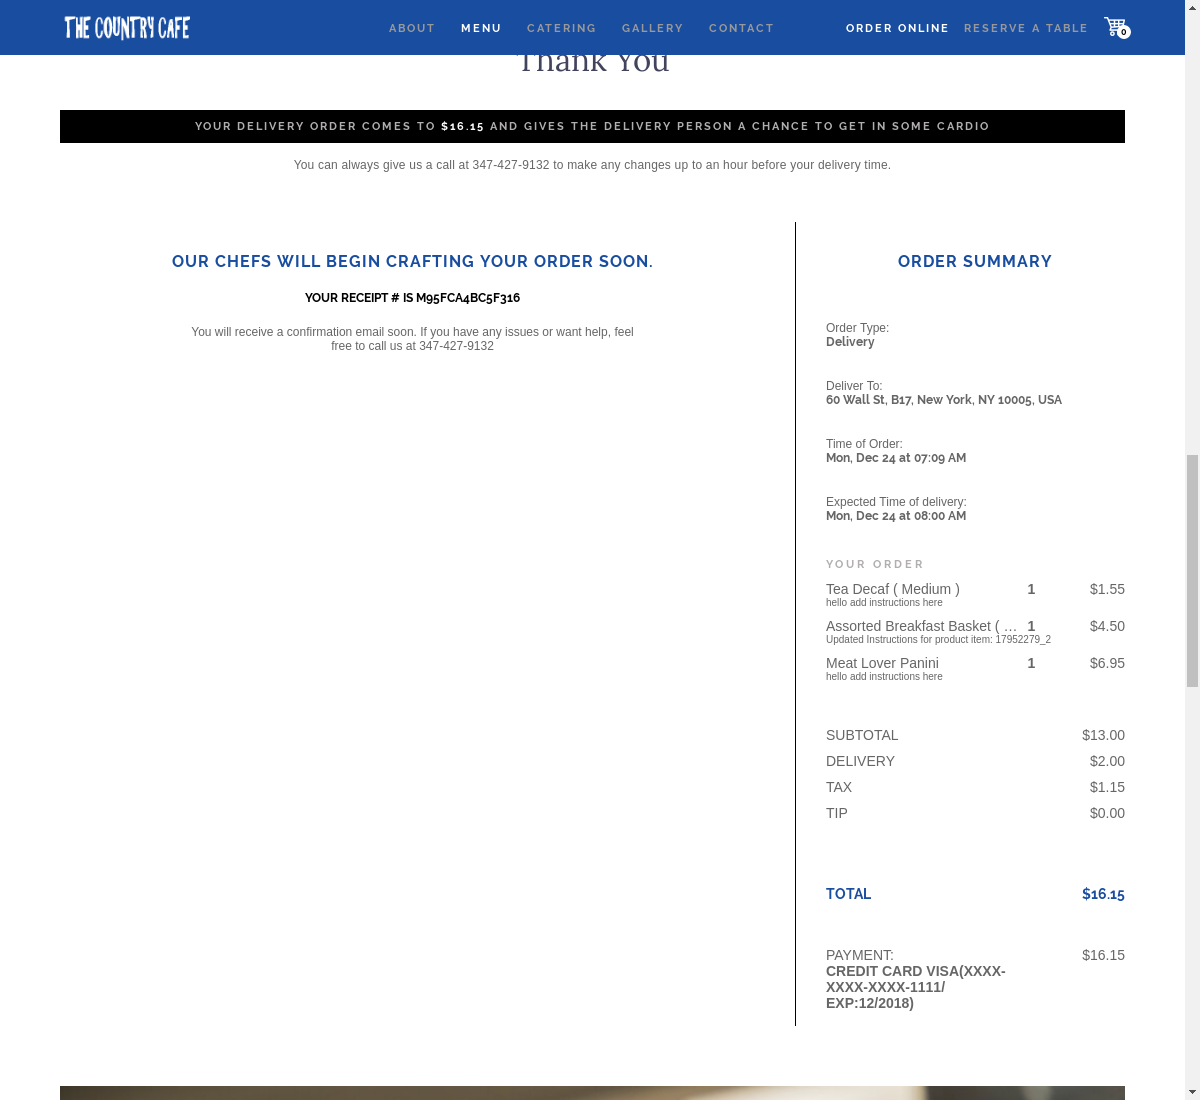 THE COUNTRY CAFE
ABOUT MENU CATERING GALLERY CONTACT ORDER ONLINE RESERVE A TABLE 0
Thank You
YOUR DELIVERY ORDER COMES TO $16.15 AND GIVES THE DELIVERY PERSON A CHANCE TO GET IN SOME CARDIO
You can always give us a call at 347-427-9132 to make any changes up to an hour before your delivery time.
OUR CHEFS WILL BEGIN CRAFTING YOUR ORDER SOON.
YOUR RECEIPT # IS M95FCA4BC5F316
You will receive a confirmation email soon. If you have any issues or want help, feel
free to call us at 347-427-9132
ORDER SUMMARY
Order Type:
Delivery
Deliver To:
60 Wall St, B17, New York, NY 10005, USA
Time of Order:
Mon, Dec 24 at 07:09 AM
Expected Time of delivery:
Mon, Dec 24 at 08:00 AM
YOUR ORDER
Tea Decaf ( Medium ) 1 $1.55
hello add instructions here
Assorted Breakfast Basket ( … 1 $4.50
Updated Instructions for product item: 17952279_2
Meat Lover Panini 1 $6.95
hello add instructions here
SUBTOTAL $13.00
DELIVERY $2.00
TAX $1.15
TIP $0.00
TOTAL $16.15
PAYMENT: $16.15
CREDIT CARD VISA(XXXX-
XXXX-XXXX-1111/
EXP:12/2018)